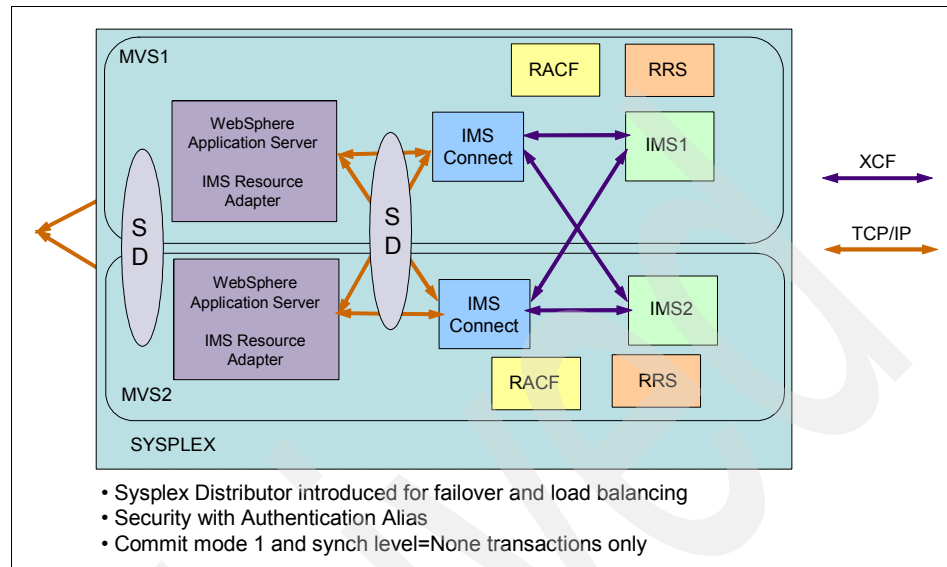 MVS1
RACF
RRS
WebSphere
Application Server
IMS Resource
Adapter
IMS
Connect
IMS1
XCF
S
D
S
D
TCP/IP
WebSphere
Application Server
IMS Resource
Adapter
IMS
Connect
IMS2
RACF
RRS
MVS2
SYSPLEX
• Sysplex Distributor introduced for failover and load balancing
• Security with Authentication Alias
• Commit mode 1 and synch level=None transactions only